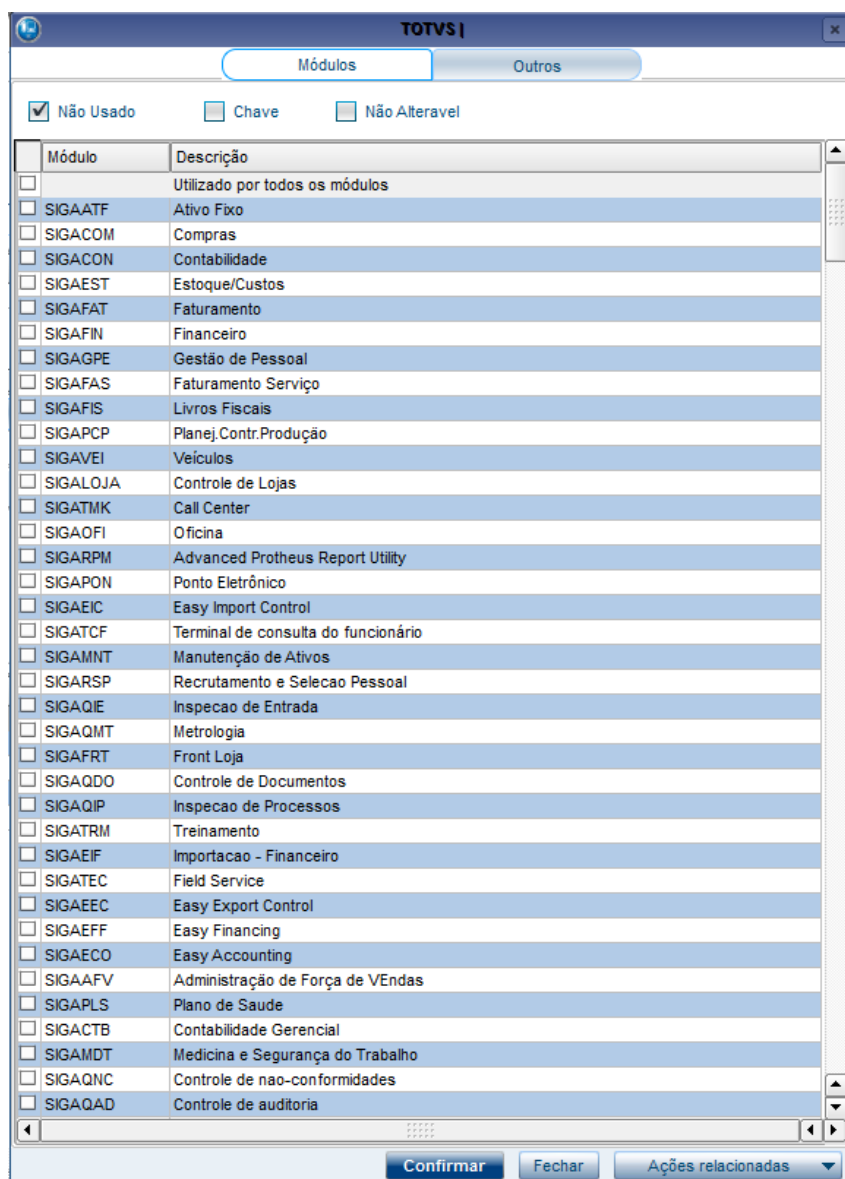 TOTVS |
Módulos Outros
Não Usado Chave Não Alteravel
Módulo Descrição
Utilizado por todos os módulos
SIGAATF Ativo Fixo
SIGACOM Compras
SIGACON Contabilidade
SIGAEST Estoque/Custos
SIGAFAT Faturamento
SIGAFIN Financeiro
SIGAGPE Gestão de Pessoal
SIGAFAS Faturamento Serviço
SIGAFIS Livros Fiscais
SIGAPCP Planej.Contr.Produção
SIGAVEI Veículos
SIGALOJA Controle de Lojas
SIGATMK Call Center
SIGAOFI Oficina
SIGARPM Advanced Protheus Report Utility
SIGAPON Ponto Eletrônico
SIGAEIC Easy Import Control
SIGATCF Terminal de consulta do funcionário
SIGAMNT Manutenção de Ativos
SIGARSP Recrutamento e Selecao Pessoal
SIGAQIE Inspecao de Entrada
SIGAQMT Metrologia
SIGAFRT Front Loja
SIGAQDO Controle de Documentos
SIGAQIP Inspecao de Processos
SIGATRM Treinamento
SIGAEIF Importacao - Financeiro
SIGATEC Field Service
SIGAEEC Easy Export Control
SIGAEFF Easy Financing
SIGAECO Easy Accounting
SIGAAFV Administração de Força de VEndas
SIGAPLS Plano de Saude
SIGACTB Contabilidade Gerencial
SIGAMDT Medicina e Segurança do Trabalho
SIGAQNC Controle de nao-conformidades
SIGAQAD Controle de auditoria
Confirmar Fechar Ações relacionadas